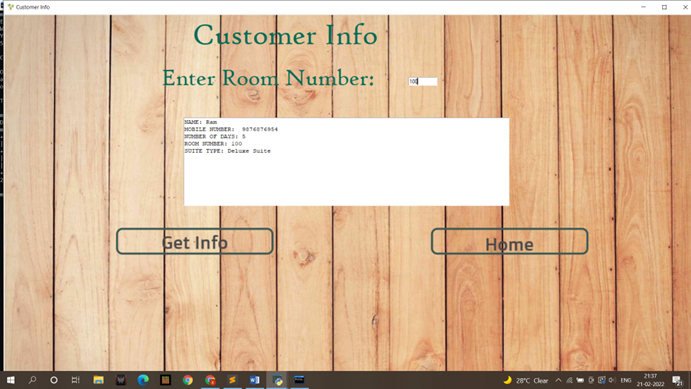 Customer Info
Customer Info
Enter Room Number:
100
NAME: Ram
MOBILE NUMBER: 9876876954
NUMBER OF DAYS: 5
ROOM NUMBER: 100
SUITE TYPE: Deluxe Suite
Get Info
Home
28°C Clear
ENG
21:37
21-02-2022